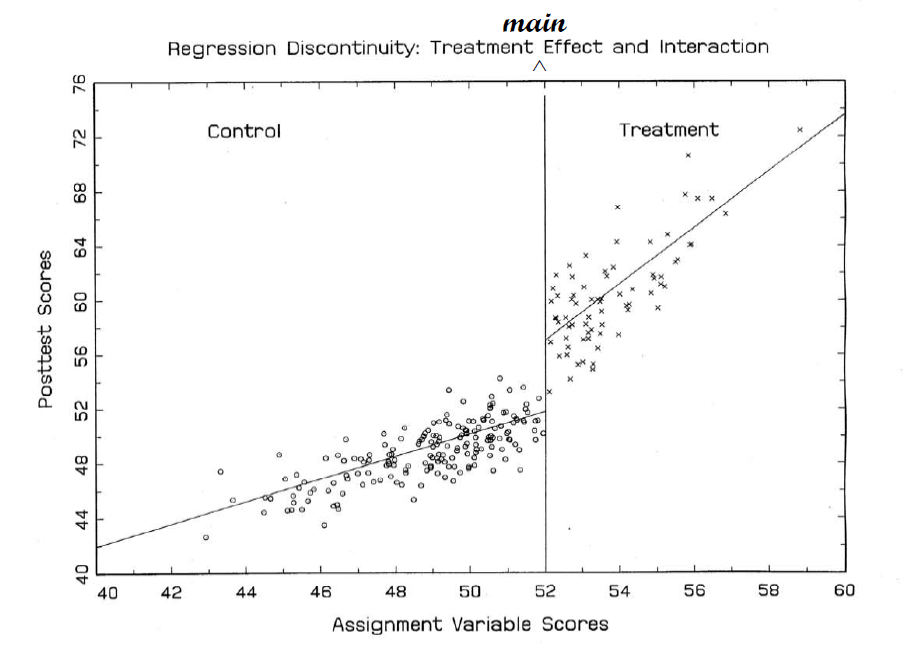 main
Regression Discontinuity: Treatment Effect and Interaction
^
Control
Treatment
76
72
68
64
60
56
52
48
44
40
Posttest Scores
40 42 44 46 48 50 52 54 56 58 60
Assignment Variable Scores